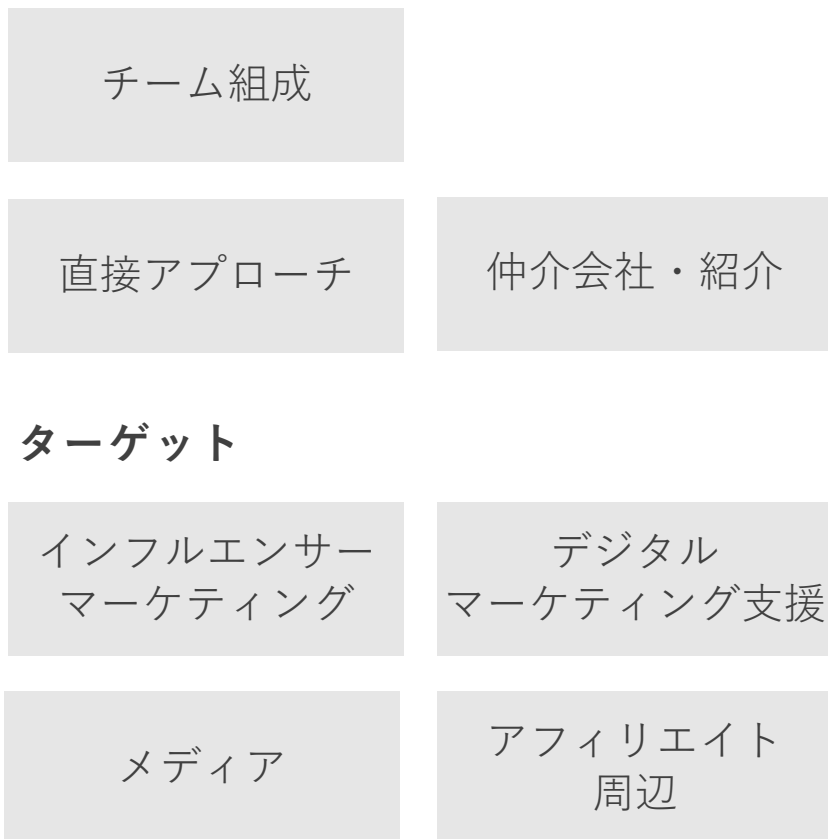 チーム組成
直接アプローチ
仲介会社・紹介
ターゲット
インフルエンサー
マーケティング
デジタル
マーケティング支援
メディア
アフィリエイト
周辺